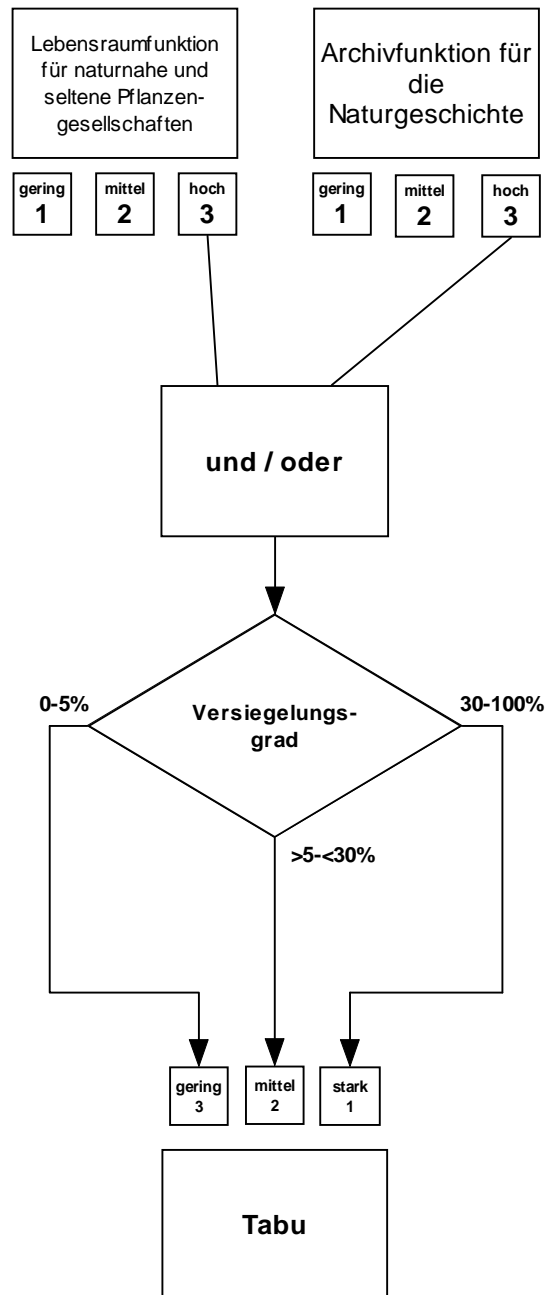 Lebensraumfunktion
für naturnahe und
seltene Pflanzen-
gesellschaften
Archivfunktion für
die
Naturgeschichte
gering
1
mittel
2
hoch
3
gering
1
mittel
2
hoch
3
und / oder
0-5%
Versiegelungs-
grad
30-100%
>5-<30%
gering
3
mittel
2
stark
1
Tabu